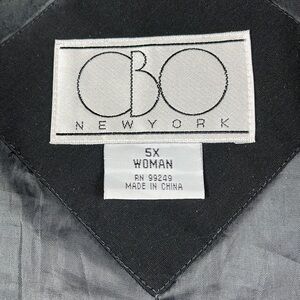 CBO
NEW YORK
5X
WOMAN
RN 99249
MADE IN CHINA